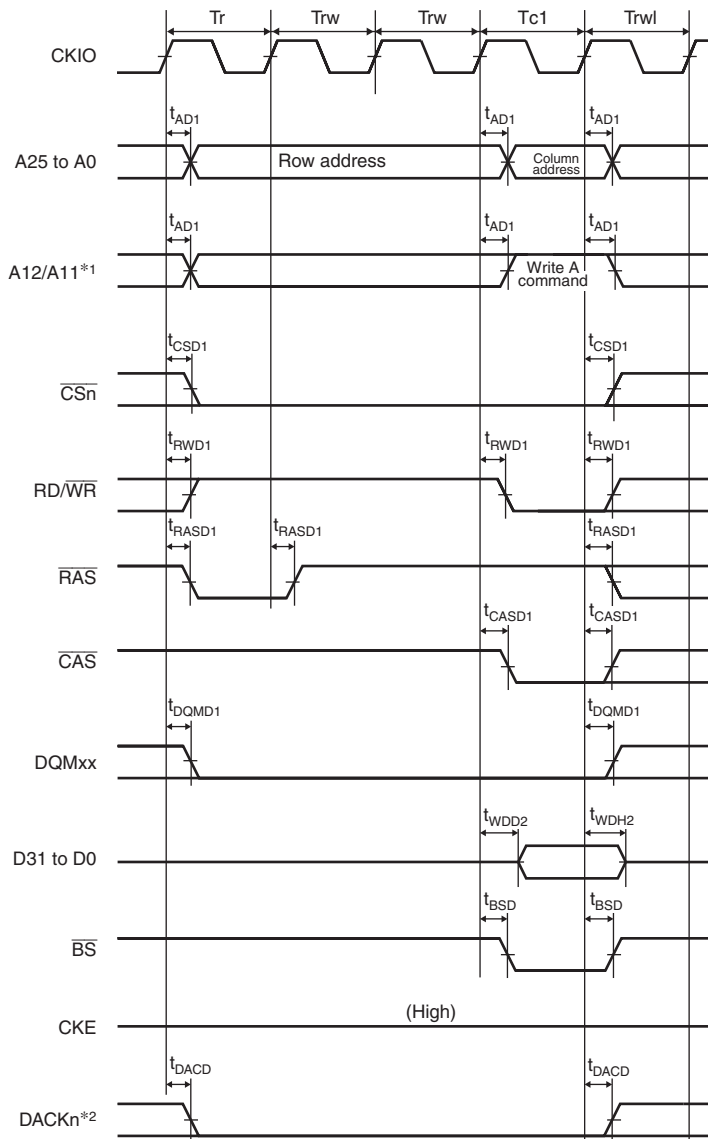 Tr Trw Trw Tc1 Trwl
CKIO
tAD1 tAD1 tAD1
A25 to A0 Row address Column address
tAD1 tAD1 tAD1
A12/A11*1 Write A command
tCSD1 tCSD1
CSn
tRWD1 tRWD1 tRWD1
RD/WR
tRASD1 tRASD1 tRASD1
RAS
tCASD1 tCASD1
CAS
tDQMD1 tDQMD1
DQMxx
tWDD2 tWDH2
D31 to D0
tBSD tBSD
BS
(High)
CKE
tDACD tDACD
DACKn*2